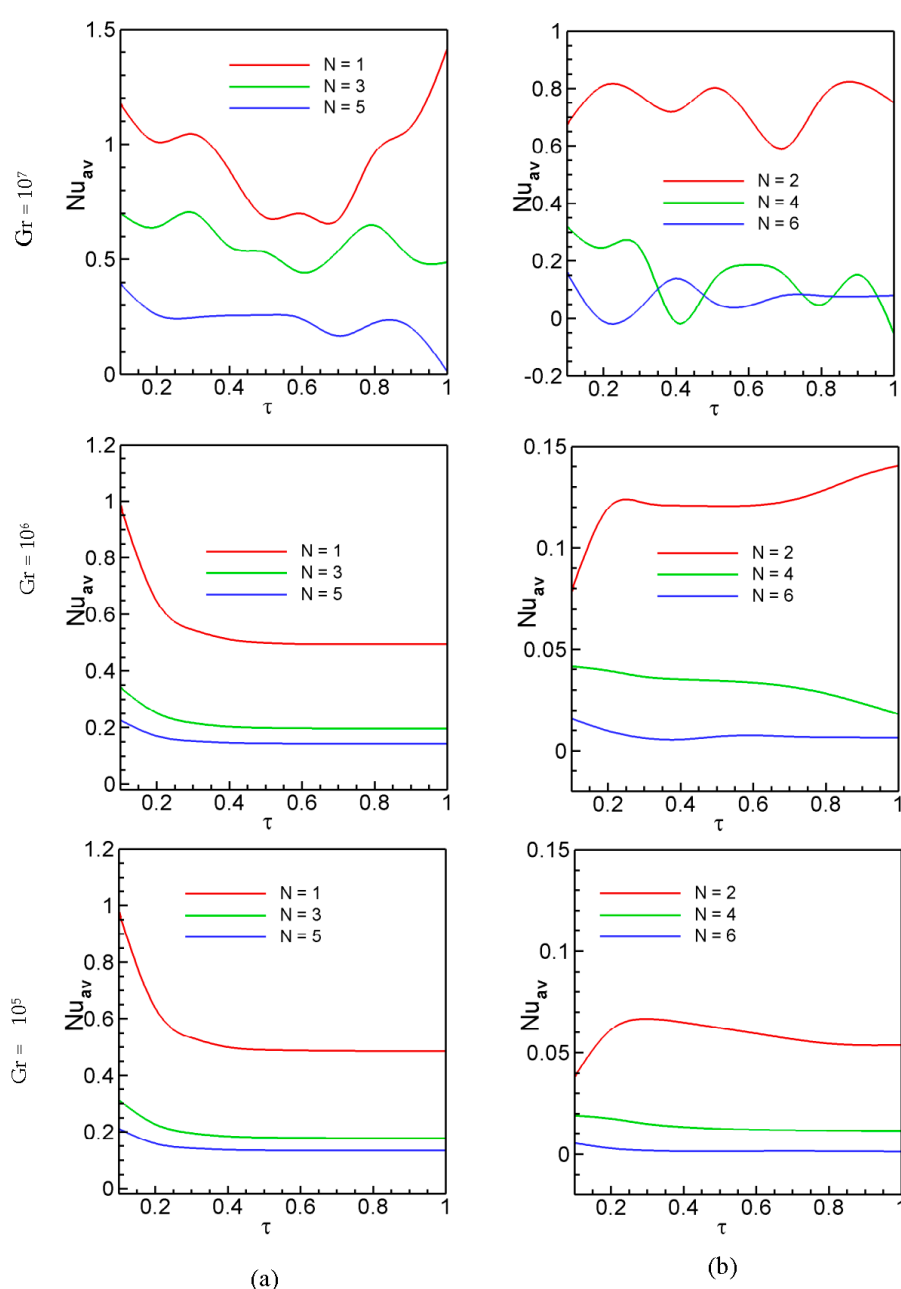 Gr = 10⁷
1.5
1
0.5
0
Nu_av
N = 1
N = 3
N = 5
0.2 0.4 0.6 0.8 1
τ
1
0.8
0.6
0.4
0.2
0
-0.2
Nu_av
N = 2
N = 4
N = 6
0.2 0.4 0.6 0.8 1
τ
Gr = 10⁶
1.2
1
0.8
0.6
0.4
0.2
0
Nu_av
N = 1
N = 3
N = 5
0.2 0.4 0.6 0.8 1
τ
0.15
0.1
0.05
0
Nu_av
N = 2
N = 4
N = 6
0.2 0.4 0.6 0.8 1
τ
Gr = 10⁵
1.2
1
0.8
0.6
0.4
0.2
0
Nu_av
N = 1
N = 3
N = 5
0.2 0.4 0.6 0.8 1
τ
0.15
0.1
0.05
0
Nu_av
N = 2
N = 4
N = 6
0.2 0.4 0.6 0.8 1
τ
(a)
(b)